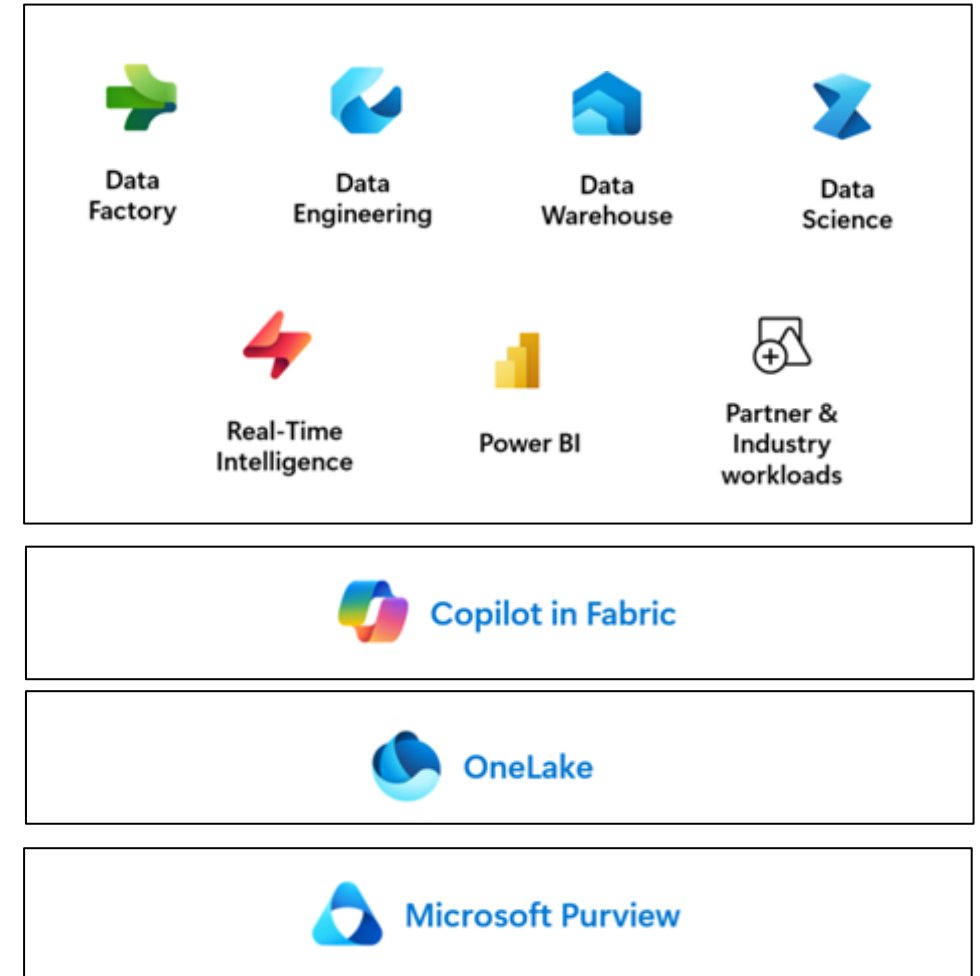 Data
Factory
Data
Engineering
Data
Warehouse
Data
Science
Real-Time
Intelligence
Power BI
Partner &
Industry
workloads
Copilot in Fabric
OneLake
Microsoft Purview